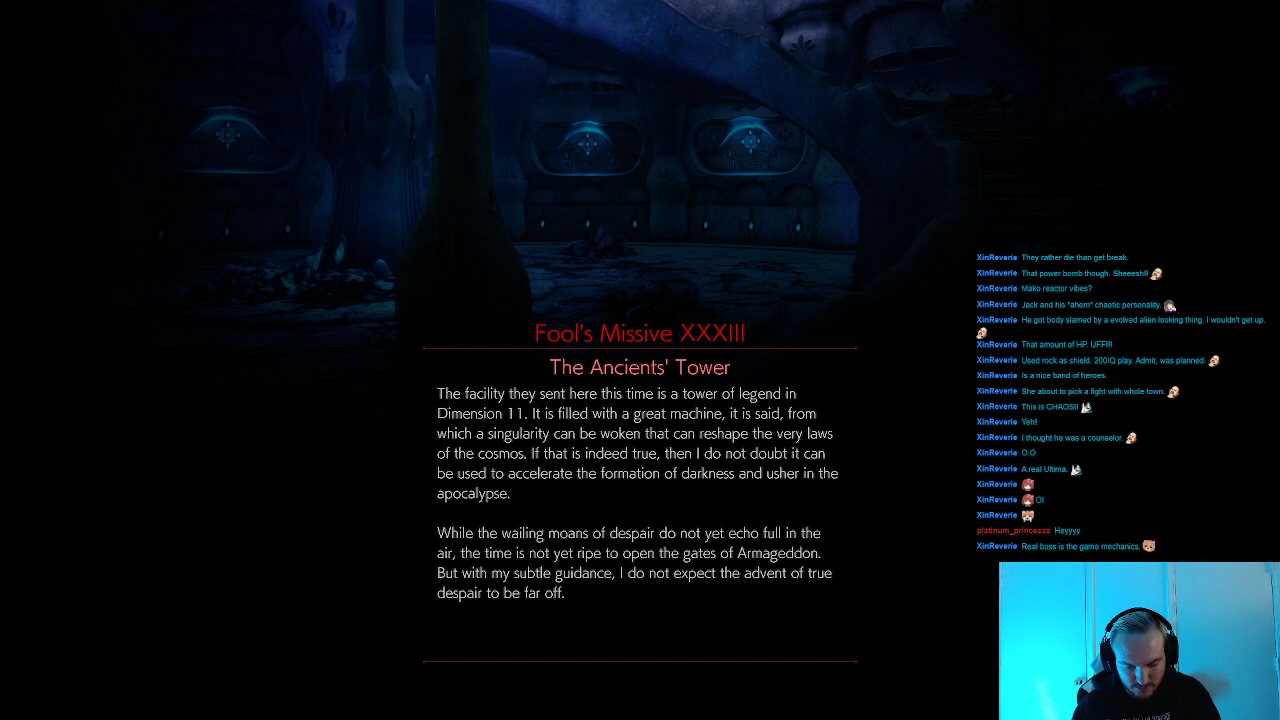 Fool's Missive XXXIII
The Ancients' Tower
The facility they sent here this time is a tower of legend in
Dimension 11. It is filled with a great machine, it is said, from
which a singularity can be woken that can reshape the very laws
of the cosmos. If that is indeed true, then I do not doubt it can
be used to accelerate the formation of darkness and usher in the
apocalypse.
While the wailing moans of despair do not yet echo full in the
air, the time is not yet ripe to open the gates of Armageddon.
But with my subtle guidance, I do not expect the advent of true
despair to be far off.
XinReverie They rather die than get break.
XinReverie That power bomb though. Sheeesh!!
XinReverie Mako reactor vibes?
XinReverie Jack and his *ahem* chaotic personality.
XinReverie He got body slamed by a evolved alien looking thing. I wouldn't get up.
XinReverie That amount of HP. UFF!!!
XinReverie Used rock as shield. 200IQ play. Admit, was planned.
XinReverie Is a nice band of heroes.
XinReverie She about to pick a fight with whole town.
XinReverie This is CHAOS!!
XinReverie Yeh!
XinReverie I thought he was a counselor.
XinReverie O.O
XinReverie A real Ultima.
XinReverie
XinReverie OI
XinReverie
platinum_princesss Heyyyy
XinReverie Real boss is the game mechanics.